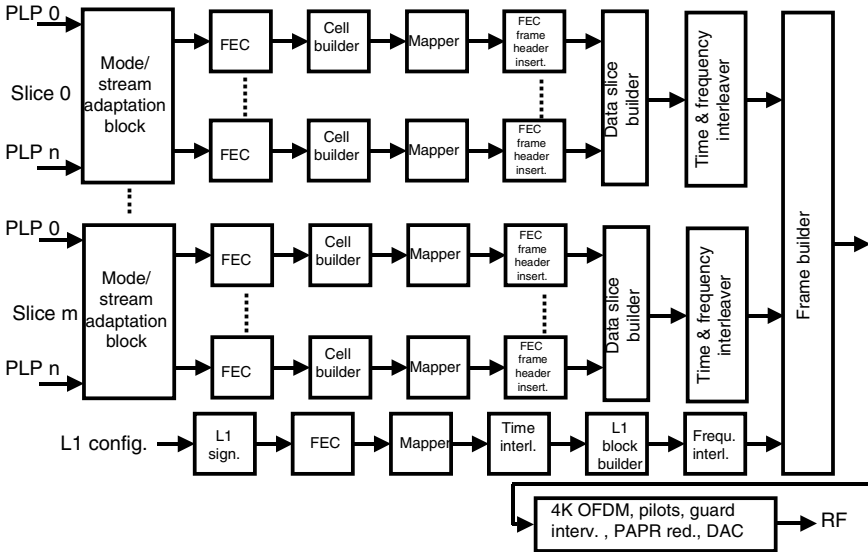 PLP 0
Slice 0
PLP n
Mode/
stream
adaptation
block
FEC
Cell
builder
Mapper
FEC
frame
header
insert.
FEC
Cell
builder
Mapper
FEC
frame
header
insert.
Data slice
builder
Time & frequency
interleaver
PLP 0
Slice m
PLP n
Mode/
stream
adaptation
block
FEC
Cell
builder
Mapper
FEC
frame
header
insert.
FEC
Cell
builder
Mapper
FEC
frame
header
insert.
Data slice
builder
Time & frequency
interleaver
Frame builder
L1 config.
L1
sign.
FEC
Mapper
Time
interl.
L1
block
builder
Frequ.
interl.
4K OFDM, pilots, guard
interv. , PAPR red., DAC
RF